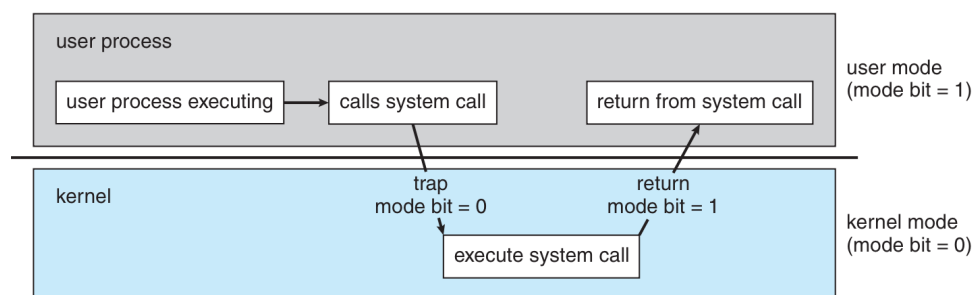 user process
user process executing
calls system call
return from system call
user mode
(mode bit = 1)
kernel
trap
mode bit = 0
return
mode bit = 1
execute system call
kernel mode
(mode bit = 0)